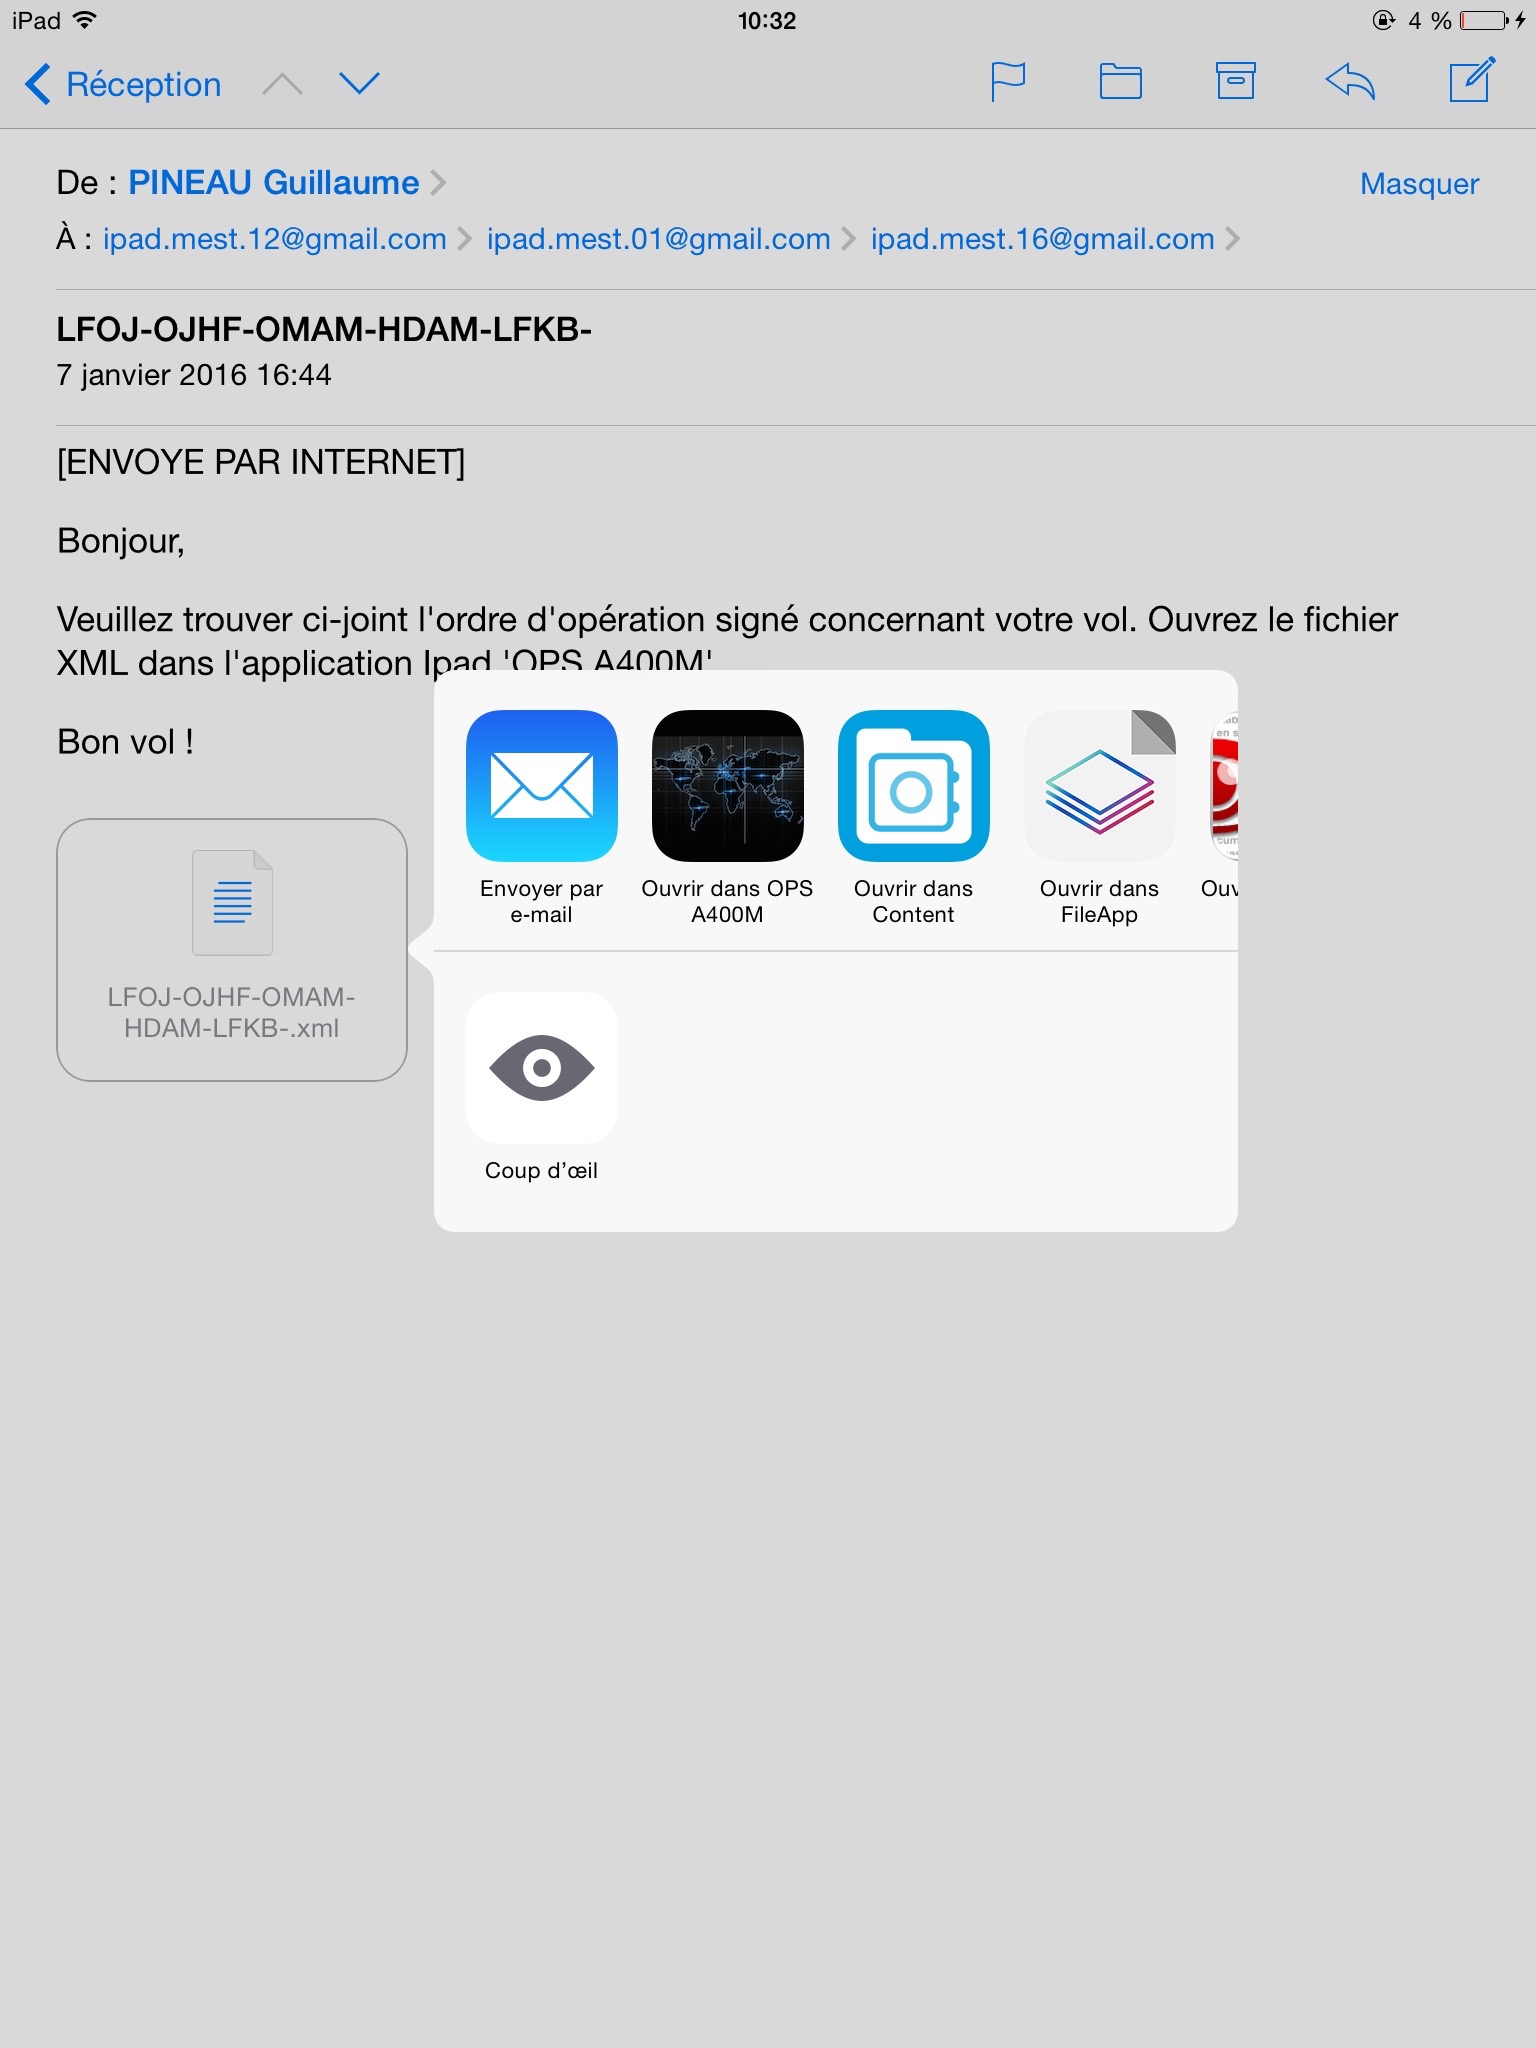 iPad 10:32 4 %
Réception
De : PINEAU Guillaume Masquer
À : ipad.mest.12@gmail.com ipad.mest.01@gmail.com ipad.mest.16@gmail.com
LFOJ-OJHF-OMAM-HDAM-LFKB-
7 janvier 2016 16:44
[ENVOYE PAR INTERNET]
Bonjour,
Veuillez trouver ci-joint l'ordre d'opération signé concernant votre vol. Ouvrez le fichier
XML dans l'application Ipad 'OPS A400M'
Bon vol !
LFOJ-OJHF-OMAM-
HDAM-LFKB-.xml
Envoyer par
e-mail
Ouvrir dans OPS
A400M
Ouvrir dans
Content
Ouvrir dans
FileApp
Ouv
Coup d’œil